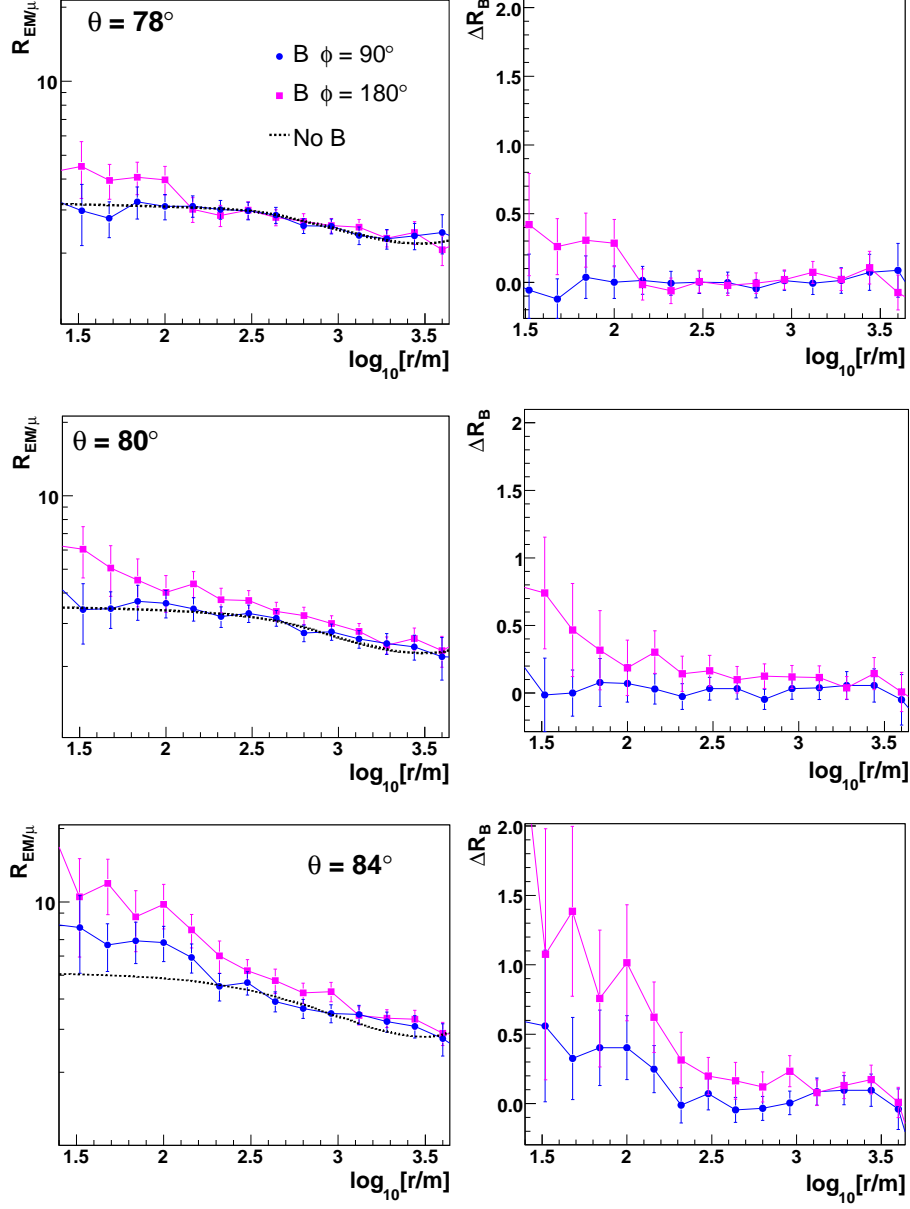 R_EM/μ
θ = 78°
10
B ϕ = 90°
B ϕ = 180°
No B
1.5 2 2.5 3 3.5
log₁₀[r/m]
ΔR_B
2.0
1.5
1.0
0.5
0.0
1.5 2 2.5 3 3.5
log₁₀[r/m]
R_EM/μ
θ = 80°
10
1.5 2 2.5 3 3.5
log₁₀[r/m]
ΔR_B
2
1.5
1
0.5
0
1.5 2 2.5 3 3.5
log₁₀[r/m]
R_EM/μ
θ = 84°
10
1.5 2 2.5 3 3.5
log₁₀[r/m]
ΔR_B
2.0
1.5
1.0
0.5
0.0
1.5 2 2.5 3 3.5
log₁₀[r/m]